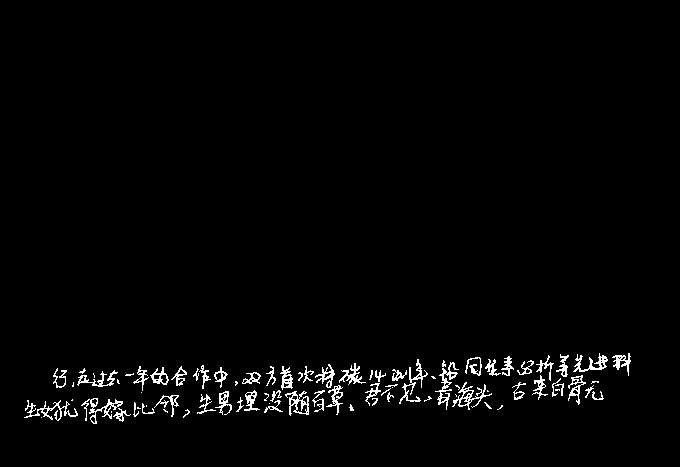 行,在过去一年的合作中,双方首次将碳14测年、铅同位素分析等先进科
生女犹得嫁比邻,生男埋没随百草。君不见,青海头,古来白骨无